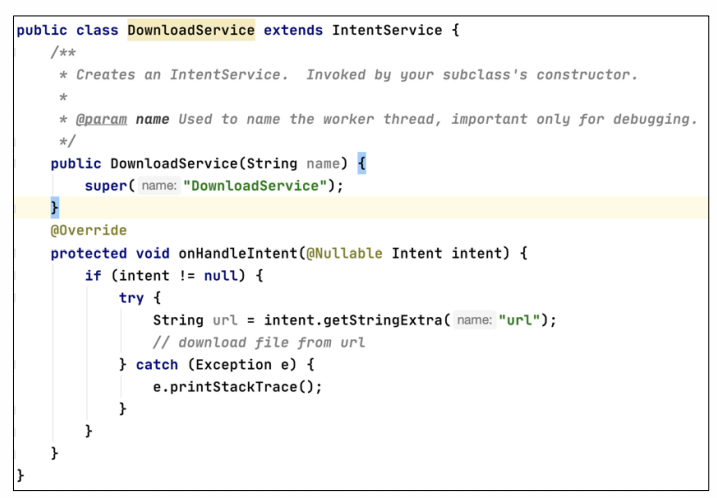 public class DownloadService extends IntentService {
/**
* Creates an IntentService.  Invoked by your subclass's constructor.
*
* @param name Used to name the worker thread, important only for debugging.
*/
public DownloadService(String name) {
super( name: "DownloadService");
}
@Override
protected void onHandleIntent(@Nullable Intent intent) {
if (intent != null) {
try {
String url = intent.getStringExtra( name: "url");
// download file from url
} catch (Exception e) {
e.printStackTrace();
}
}
}
}